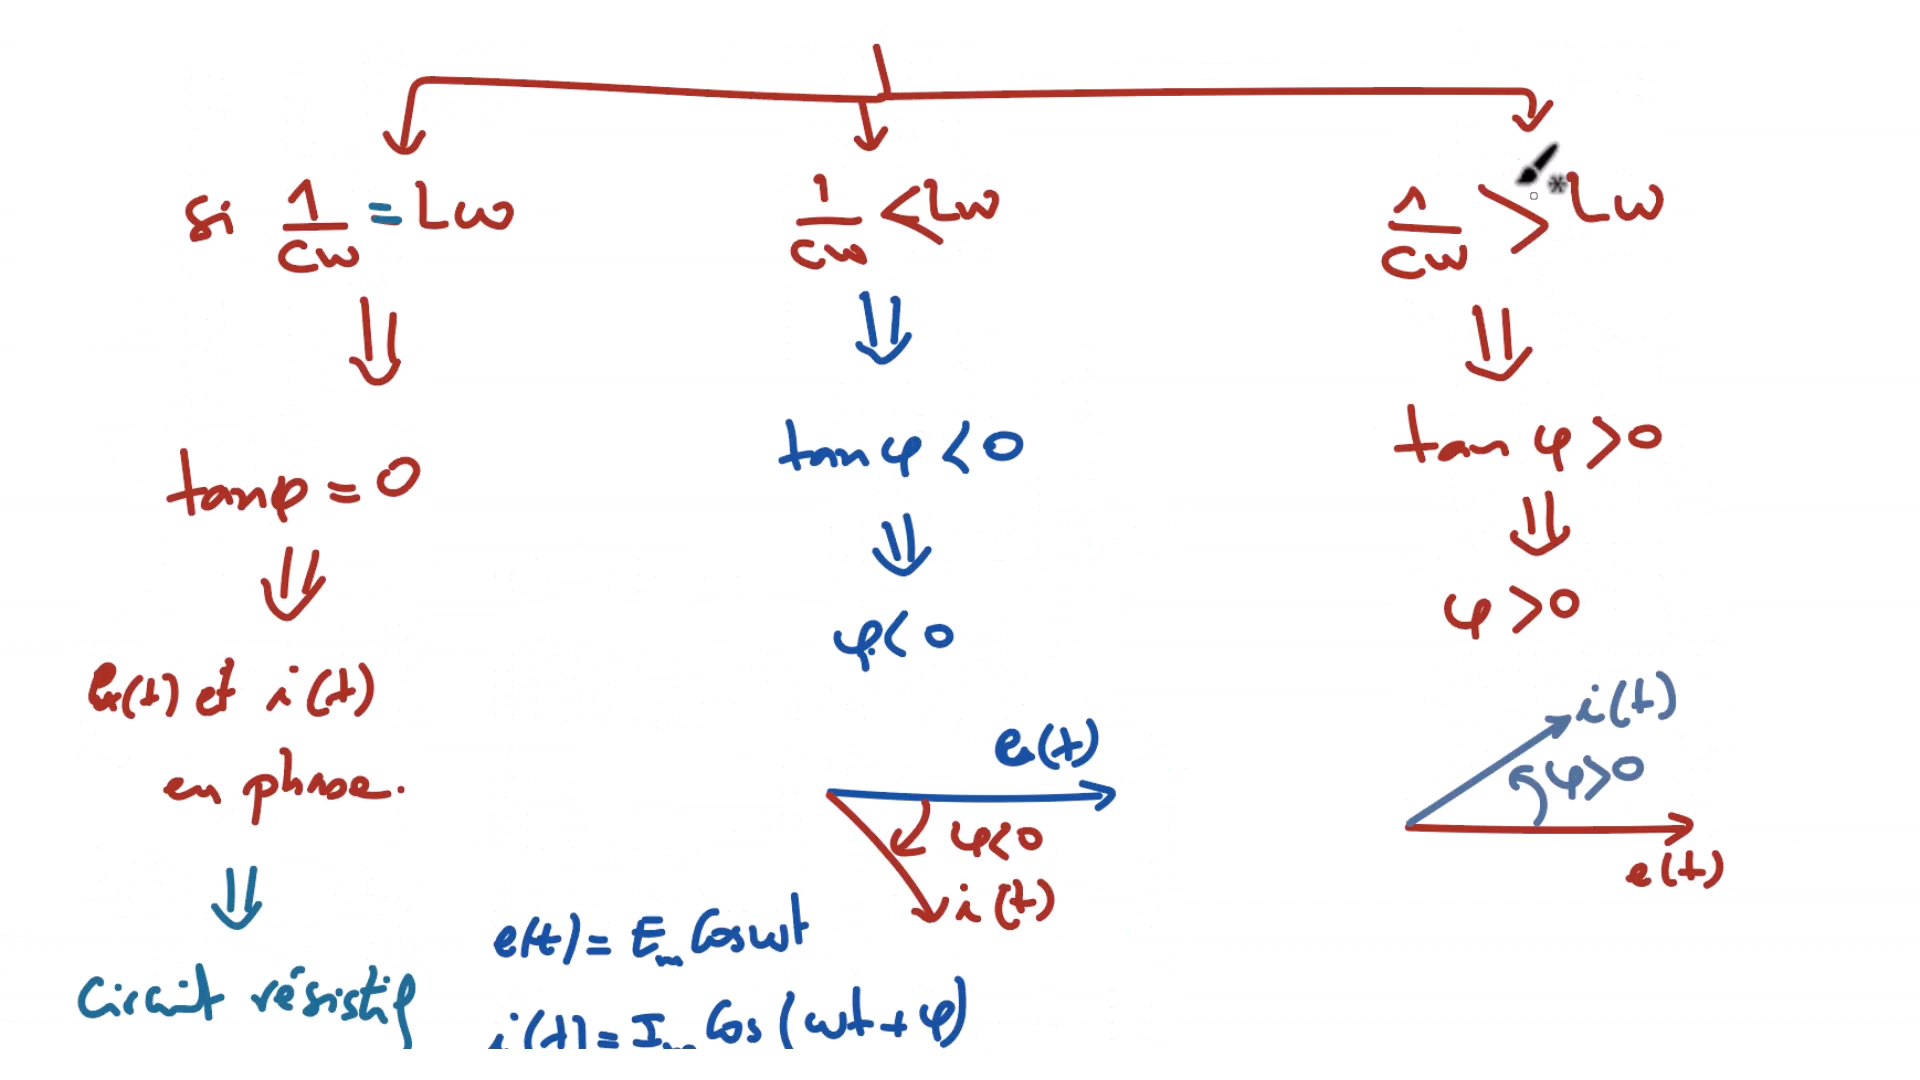 si 1/Cω = Lω
tanφ = 0
e(t) et i(t)
en phase.
Circuit résistif
1/Cω < Lω
tan φ < 0
φ < 0
e(t)
φ<0
i(t)
e(t) = Em Cos ωt
i(t) = Im Cos (ωt + φ)
1/Cω > Lω
tan φ > 0
φ > 0
i(t)
φ>0
e(t)